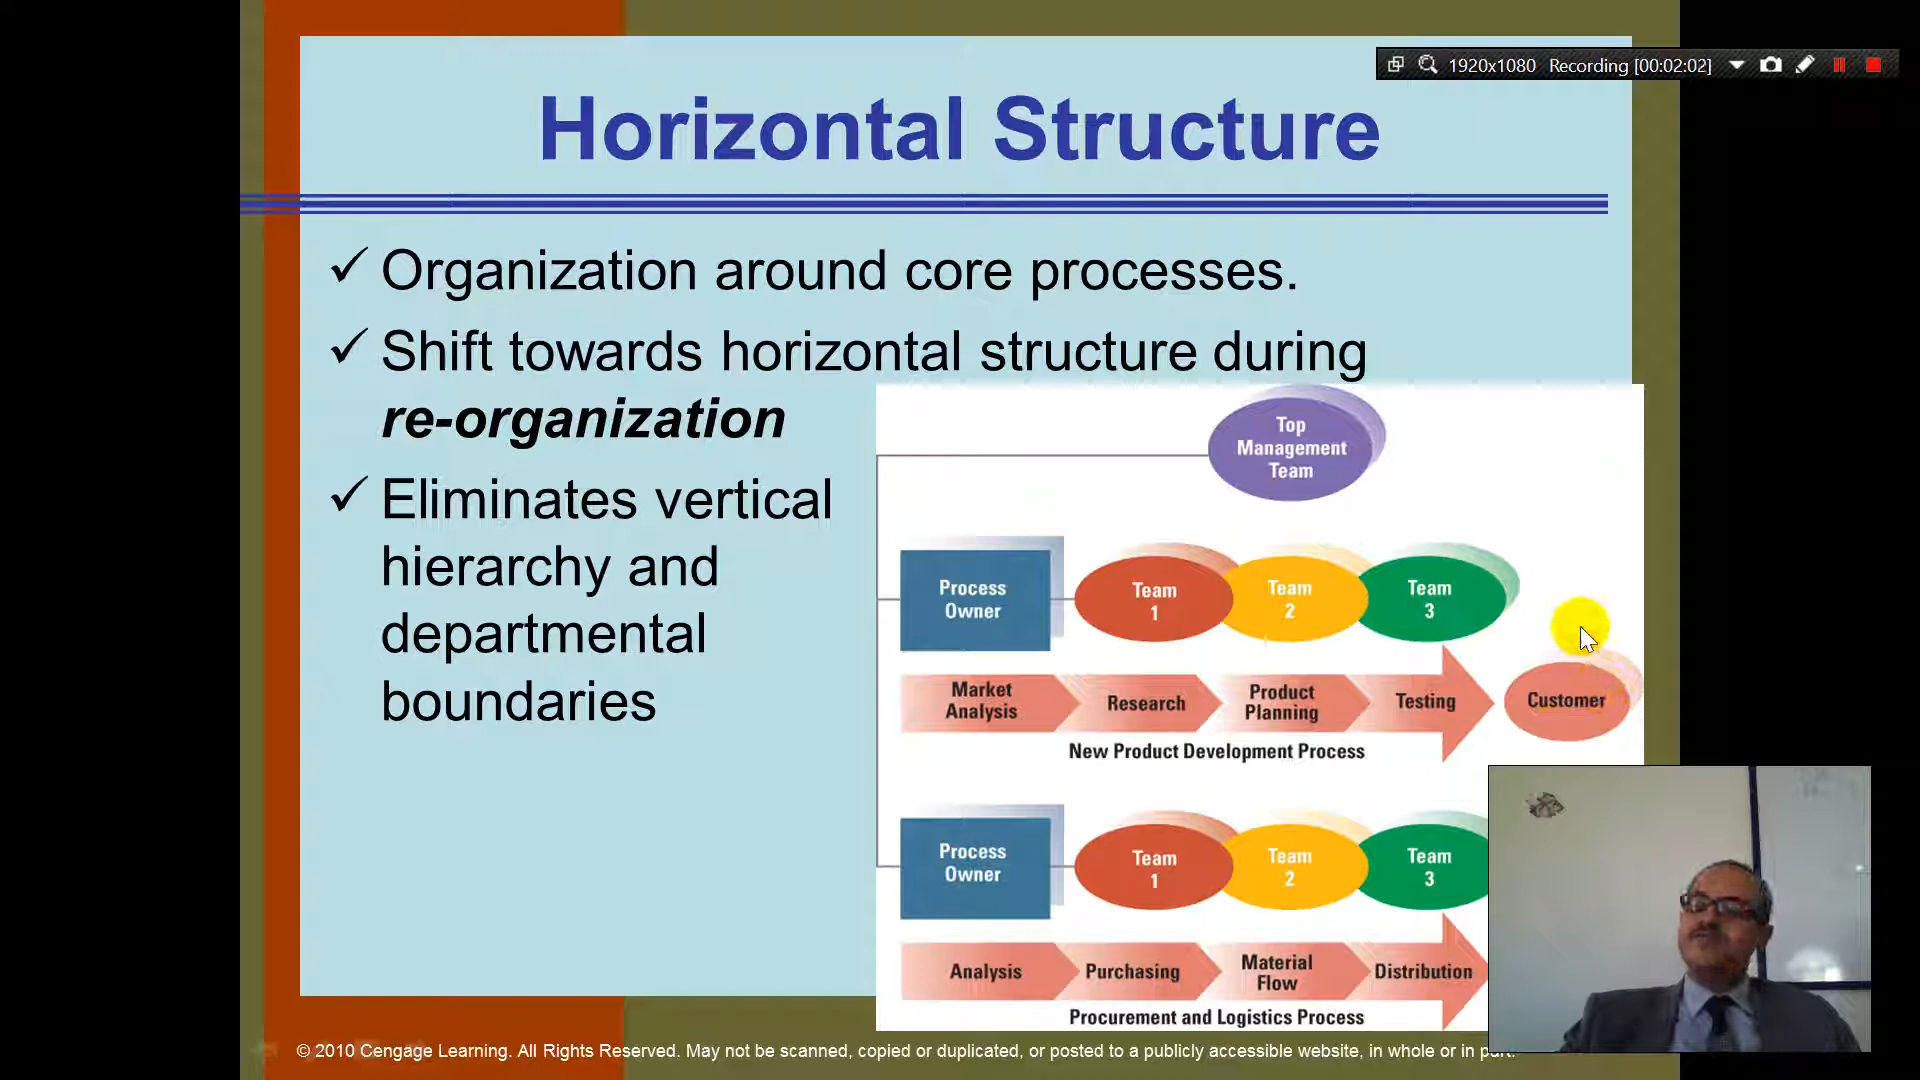 1920x1080 Recording [00:02:02]
Horizontal Structure
✓ Organization around core processes.
✓ Shift towards horizontal structure during
re-organization
✓ Eliminates vertical
hierarchy and
departmental
boundaries
Top
Management
Team
Process
Owner
Team
1
Team
2
Team
3
Market
Analysis
Research
Product
Planning
Testing
Customer
New Product Development Process
Process
Owner
Team
1
Team
2
Team
3
Analysis
Purchasing
Material
Flow
Distribution
Procurement and Logistics Process
© 2010 Cengage Learning. All Rights Reserved. May not be scanned, copied or duplicated, or posted to a publicly accessible website, in whole or in part.